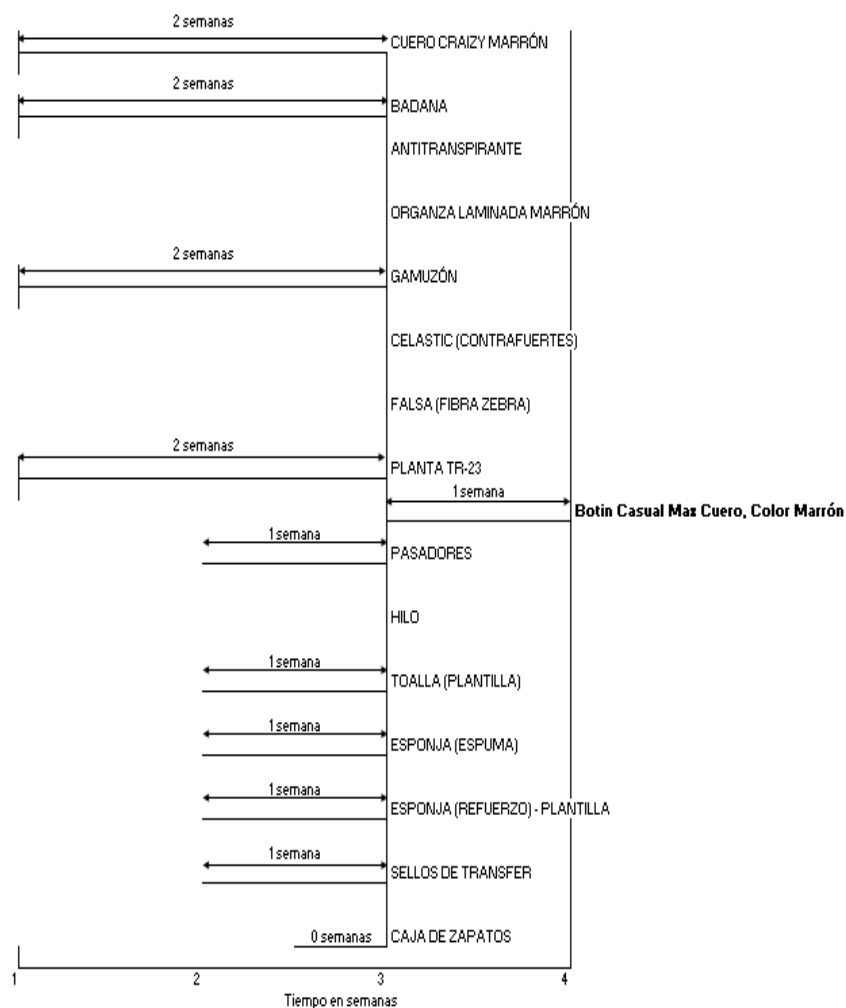 2 semanas
CUERO CRAIZY MARRÓN
2 semanas
BADANA
ANTITRANSPIRANTE
ORGANZA LAMINADA MARRÓN
2 semanas
GAMUZÓN
CELASTIC (CONTRAFUERTES)
FALSA (FIBRA ZEBRA)
2 semanas
PLANTA TR-23
1 semana
Botin Casual Max Cuero, Color Marrón
1 semana
PASADORES
HILO
1 semana
TOALLA (PLANTILLA)
1 semana
ESPONJA (ESPUMA)
1 semana
ESPONJA (REFUERZO) - PLANTILLA
1 semana
SELLOS DE TRANSFER
0 semanas CAJA DE ZAPATOS
1 2 3 4
Tiempo en semanas